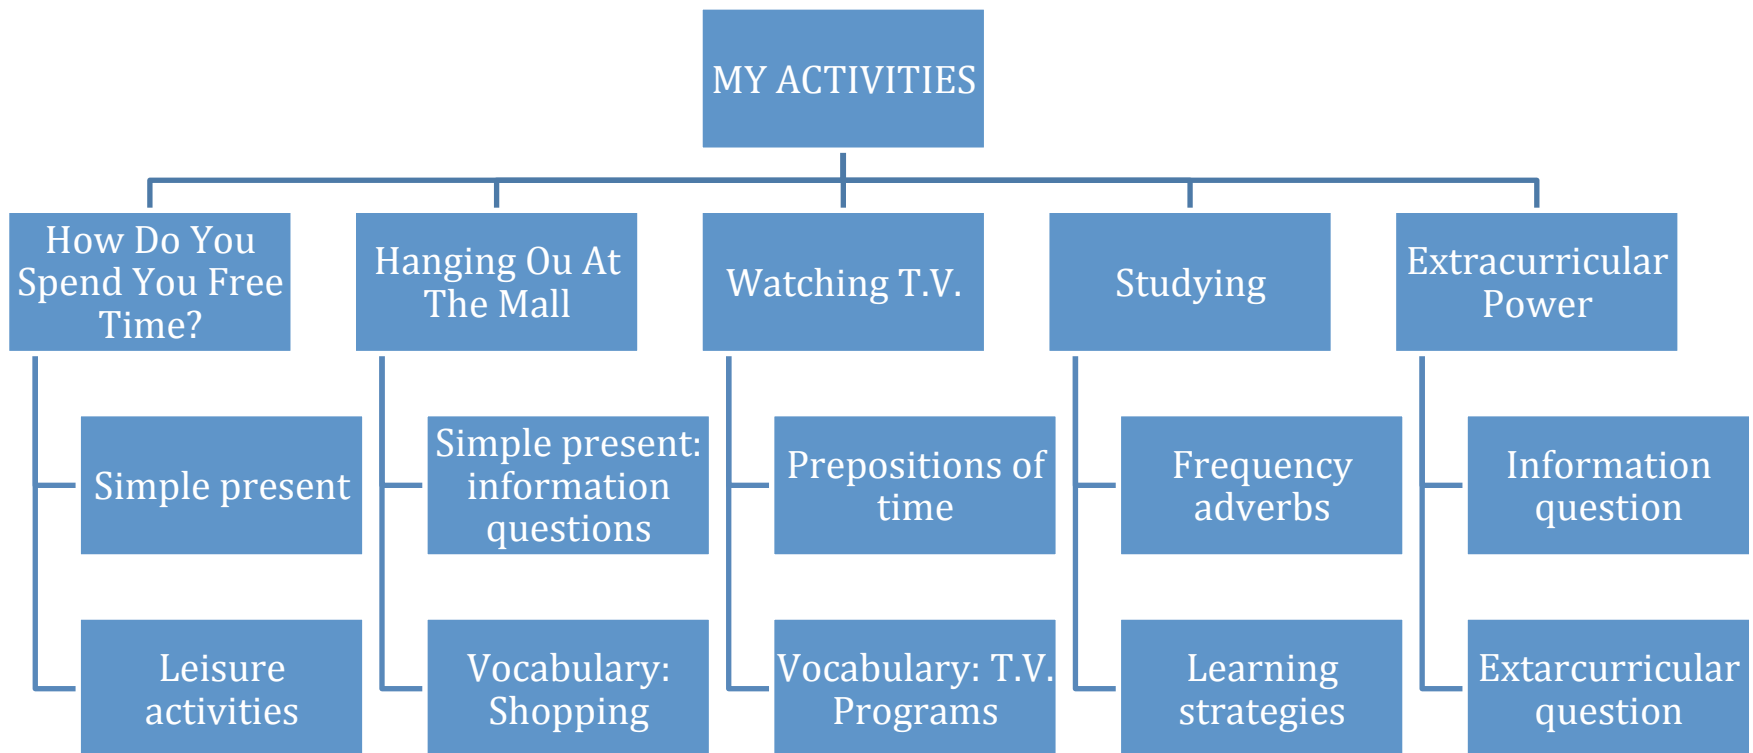 MY ACTIVITIES
How Do You
Spend You Free
Time?
Hanging Ou At
The Mall
Watching T.V.
Studying
Extracurricular
Power
Simple present
Simple present:
information
questions
Prepositions of
time
Frequency
adverbs
Information
question
Leisure
activities
Vocabulary:
Shopping
Vocabulary: T.V.
Programs
Learning
strategies
Extarcurricular
question